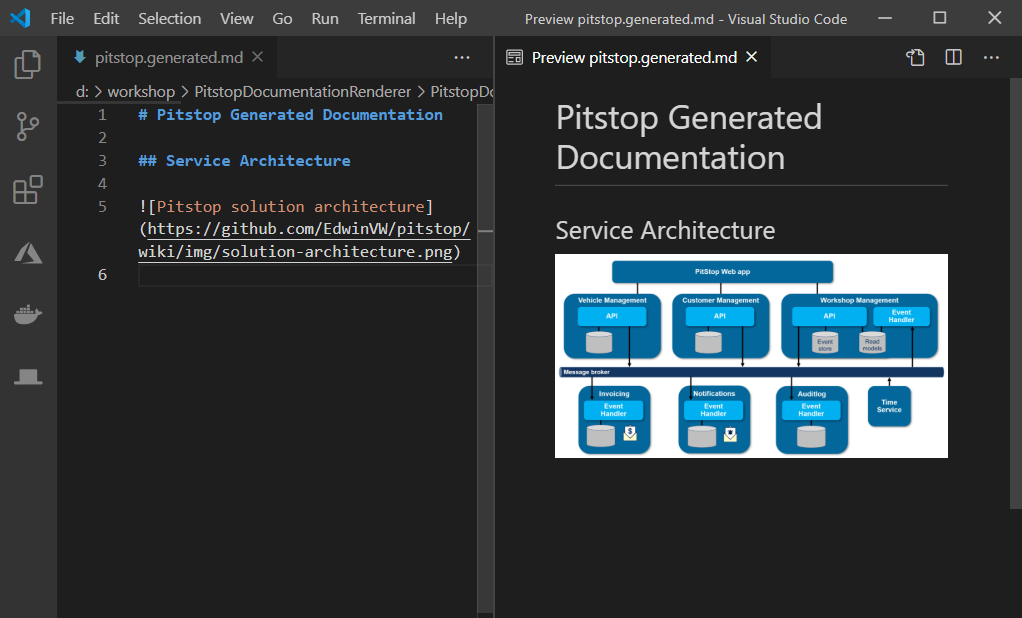 File Edit Selection View Go Run Terminal Help
Preview pitstop.generated.md - Visual Studio Code
pitstop.generated.md
d: > workshop > PitstopDocumentationRenderer > PitstopDo
1 # Pitstop Generated Documentation
2
3 ## Service Architecture
4
5 ![Pitstop solution architecture]
(https://github.com/EdwinVW/pitstop/
wiki/img/solution-architecture.png)
6
Preview pitstop.generated.md
Pitstop Generated
Documentation
Service Architecture
PitStop Web app
Vehicle Management
API
Customer Management
API
Workshop Management
API
Event
Handler
Event
store
Read
models
Message broker
Invoicing
Event
Handler
$
Notifications
Event
Handler
Auditlog
Event
Handler
Time
Service